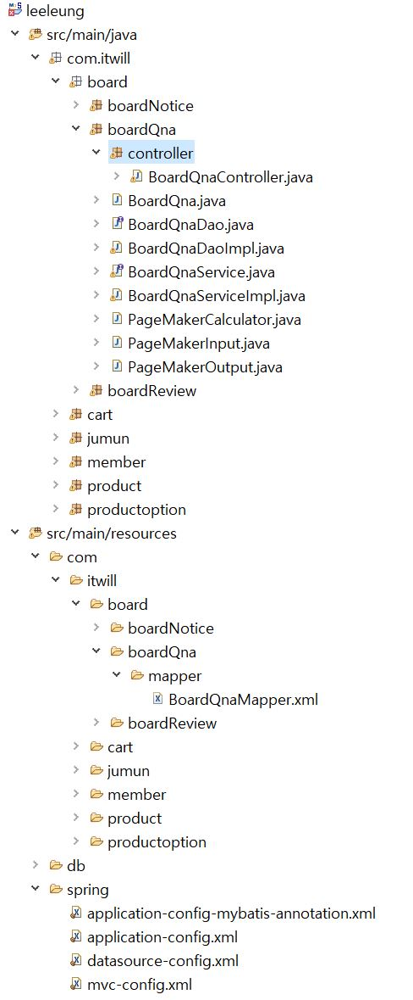 leeleung
src/main/java
com.itwill
board
boardNotice
boardQna
controller
BoardQnaController.java
BoardQna.java
BoardQnaDao.java
BoardQnaDaoImpl.java
BoardQnaService.java
BoardQnaServiceImpl.java
PageMakerCalculator.java
PageMakerInput.java
PageMakerOutput.java
boardReview
cart
jumun
member
product
productoption
src/main/resources
com
itwill
board
boardNotice
boardQna
mapper
BoardQnaMapper.xml
boardReview
cart
jumun
member
product
productoption
db
spring
application-config-mybatis-annotation.xml
application-config.xml
datasource-config.xml
mvc-config.xml